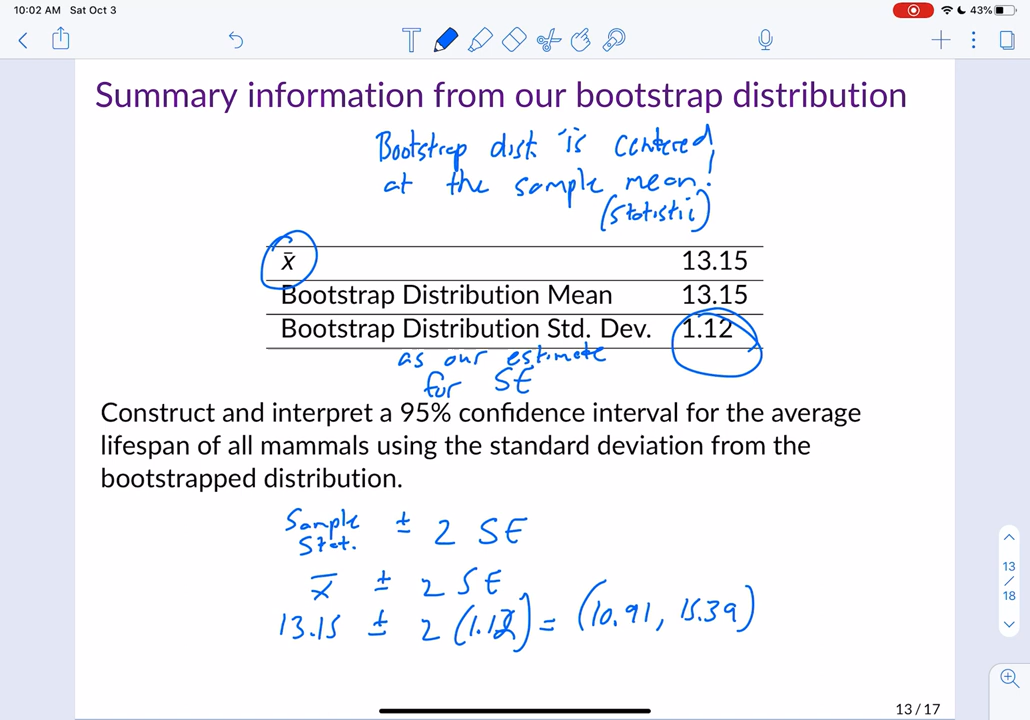 10:02 AM Sat Oct 3
43%
Summary information from our bootstrap distribution
Bootstrap dist. is centered
at the sample mean!
(statistic)
x̄ 13.15
Bootstrap Distribution Mean 13.15
Bootstrap Distribution Std. Dev. 1.12
as our estimate
for SE
Construct and interpret a 95% confidence interval for the average
lifespan of all mammals using the standard deviation from the
bootstrapped distribution.
Sample ± 2 SE
Stat.
x̄ ± 2 SE
13.15 ± 2 (1.12) = (10.91, 15.39)
13
/
18
13 / 17